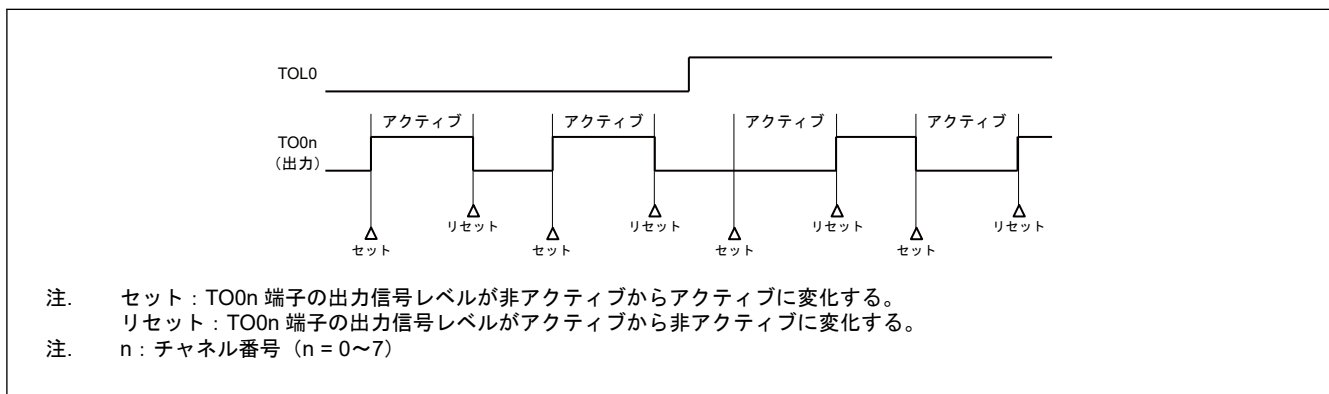 TOL0
アクティブ アクティブ アクティブ アクティブ
TO0n
（出力）
リセット リセット リセット リセット
セット セット セット セット
注. セット：TO0n 端子の出力信号レベルが非アクティブからアクティブに変化する。
リセット：TO0n 端子の出力信号レベルがアクティブから非アクティブに変化する。
注. n：チャネル番号（n = 0～7）